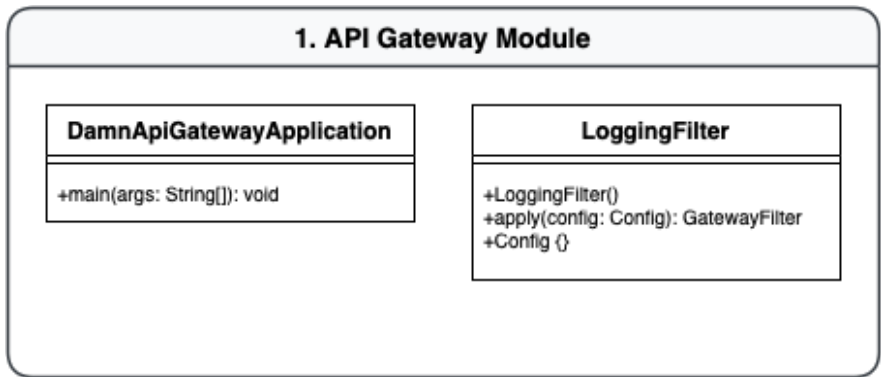 1. API Gateway Module
DamnApiGatewayApplication
+main(args: String[]): void
LoggingFilter
+LoggingFilter()
+apply(config: Config): GatewayFilter
+Config {}